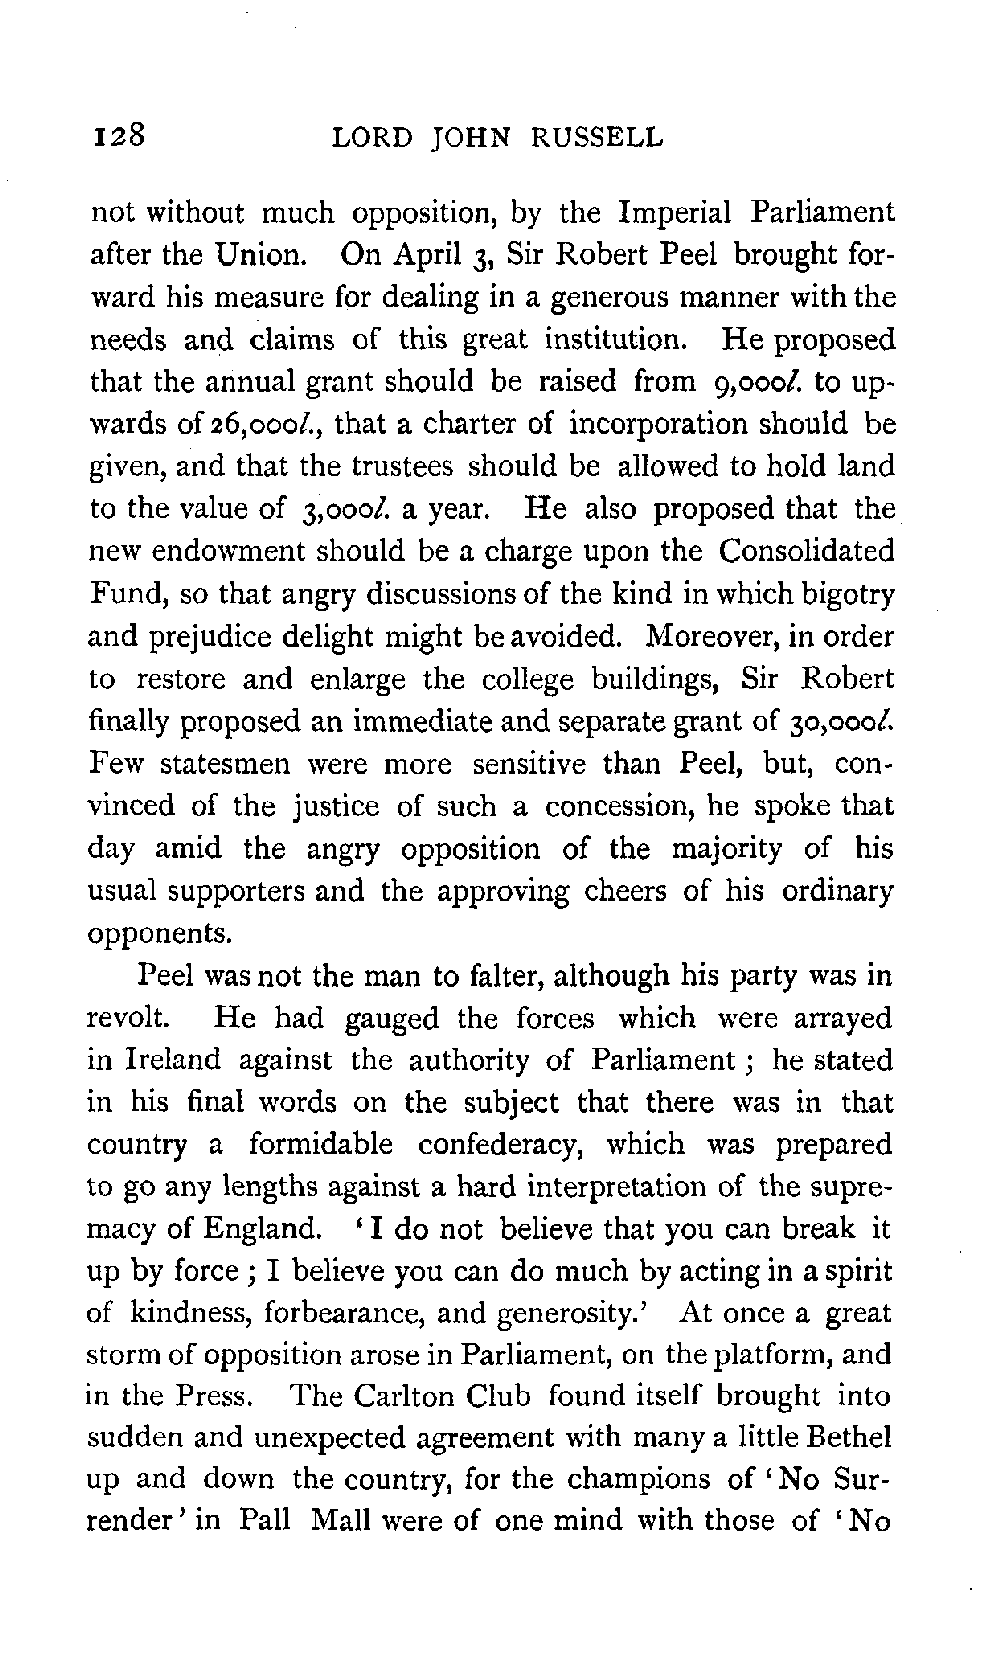 128 LORD JOHN RUSSELL
not without much opposition, by the Imperial Parliament
after the Union. On April 3, Sir Robert Peel brought for-
ward his measure for dealing in a generous manner with the
needs and claims of this great institution. He proposed
that the annual grant should be raised from 9,000l. to up-
wards of 26,000l., that a charter of incorporation should be
given, and that the trustees should be allowed to hold land
to the value of 3,000l. a year. He also proposed that the
new endowment should be a charge upon the Consolidated
Fund, so that angry discussions of the kind in which bigotry
and prejudice delight might be avoided. Moreover, in order
to restore and enlarge the college buildings, Sir Robert
finally proposed an immediate and separate grant of 30,000l.
Few statesmen were more sensitive than Peel, but, con-
vinced of the justice of such a concession, he spoke that
day amid the angry opposition of the majority of his
usual supporters and the approving cheers of his ordinary
opponents.
Peel was not the man to falter, although his party was in
revolt. He had gauged the forces which were arrayed
in Ireland against the authority of Parliament ; he stated
in his final words on the subject that there was in that
country a formidable confederacy, which was prepared
to go any lengths against a hard interpretation of the supre-
macy of England. ‘ I do not believe that you can break it
up by force ; I believe you can do much by acting in a spirit
of kindness, forbearance, and generosity.’ At once a great
storm of opposition arose in Parliament, on the platform, and
in the Press. The Carlton Club found itself brought into
sudden and unexpected agreement with many a little Bethel
up and down the country, for the champions of ‘ No Sur-
render ’ in Pall Mall were of one mind with those of ‘ No